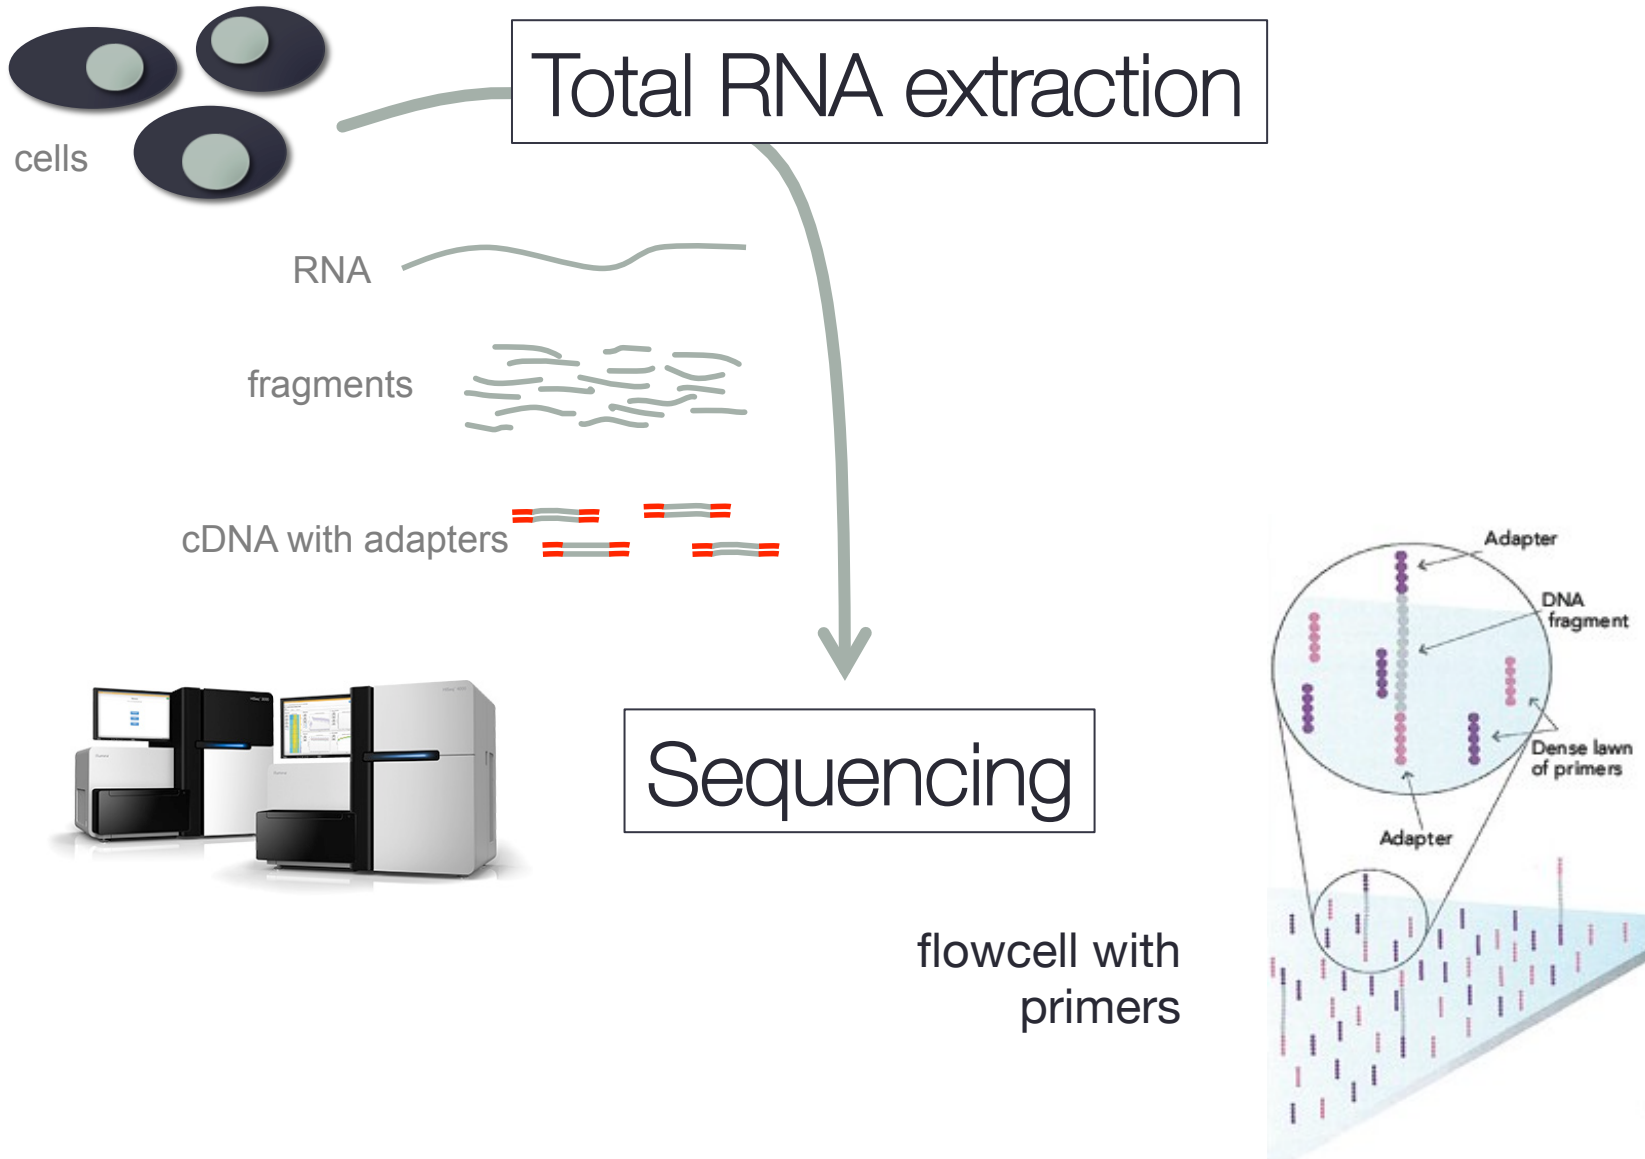 Total RNA extraction
cells
RNA
fragments
cDNA with adapters
Sequencing
flowcell with
primers
Adapter
DNA
fragment
Dense lawn
of primers
Adapter